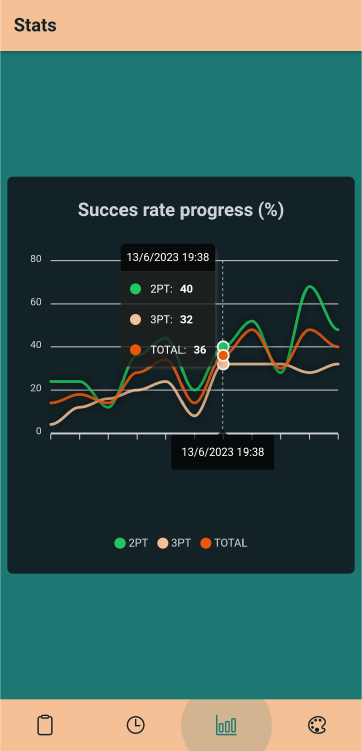 Stats
Succes rate progress (%)
13/6/2023 19:38
2PT: 40
3PT: 32
TOTAL: 36
80
60
40
20
0
13/6/2023 19:38
2PT 3PT TOTAL